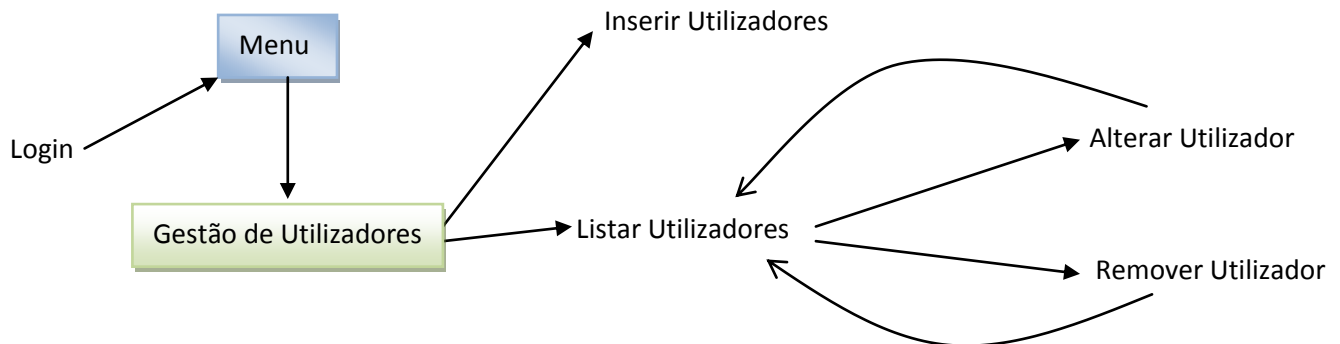 Inserir Utilizadores
Menu
Login
Alterar Utilizador
Gestão de Utilizadores
Listar Utilizadores
Remover Utilizador